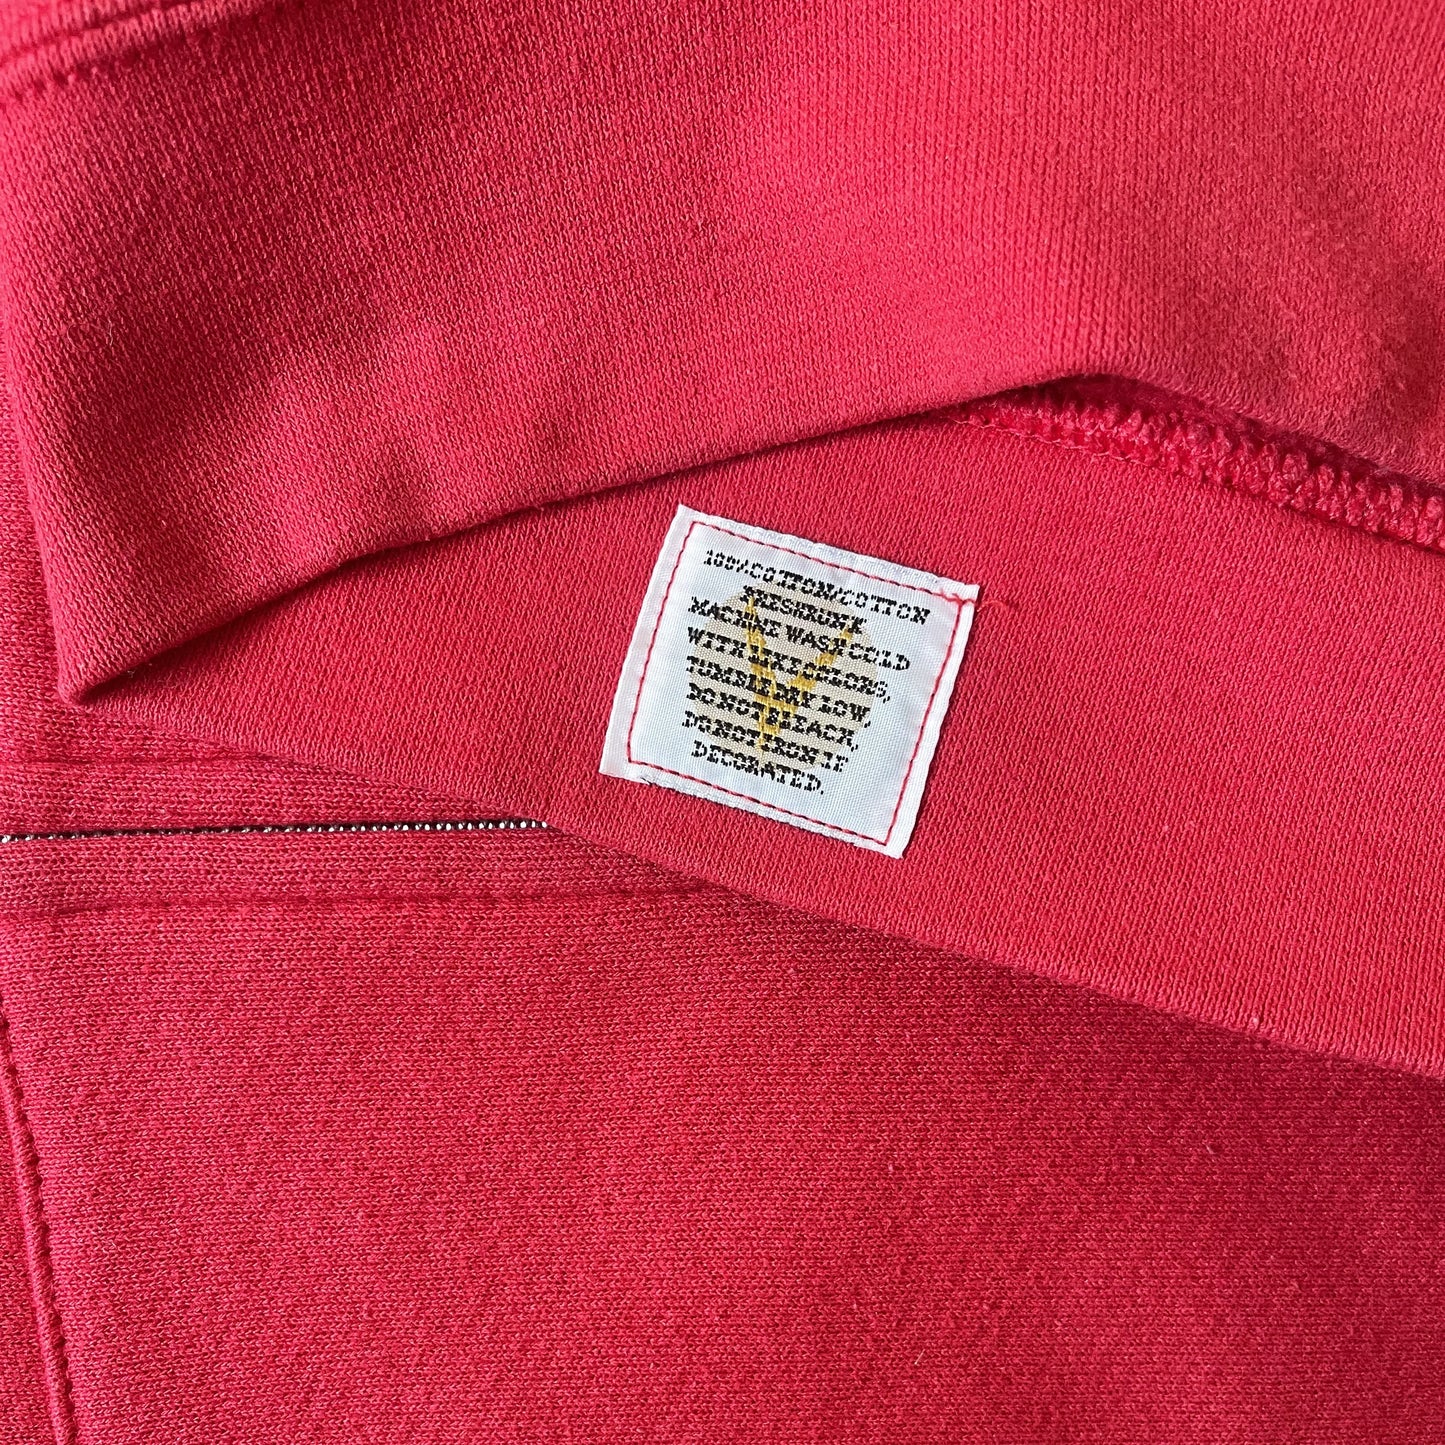 100%COTTON/COTTON
PRESHRUNK
MACHINE WASH COLD
WITH LIKE COLORS,
TUMBLE DRY LOW,
DO NOT BLEACH,
DO NOT IRON IF
DECORATED.